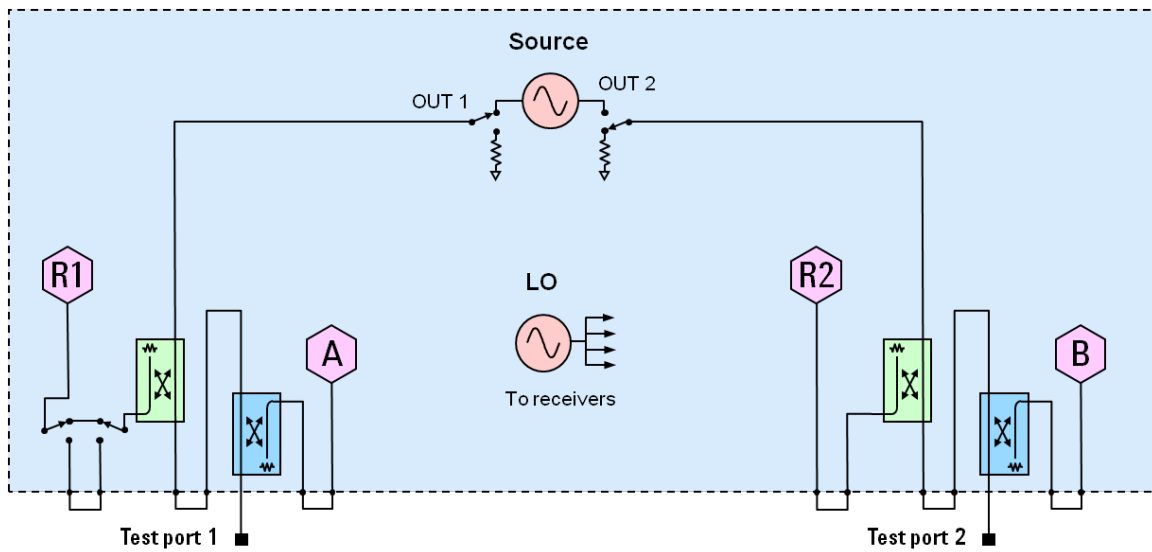 Source
OUT 1
OUT 2
R1
R2
LO
A
B
To receivers
Test port 1
Test port 2